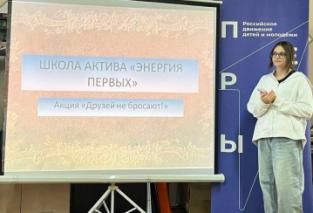 ШКОЛА АКТИВА «ЭНЕРГИЯ
ПЕРВЫХ»
Акция «Друзей не бросают!»
Российское
движение
детей и молодёжи
П
Р
Ы